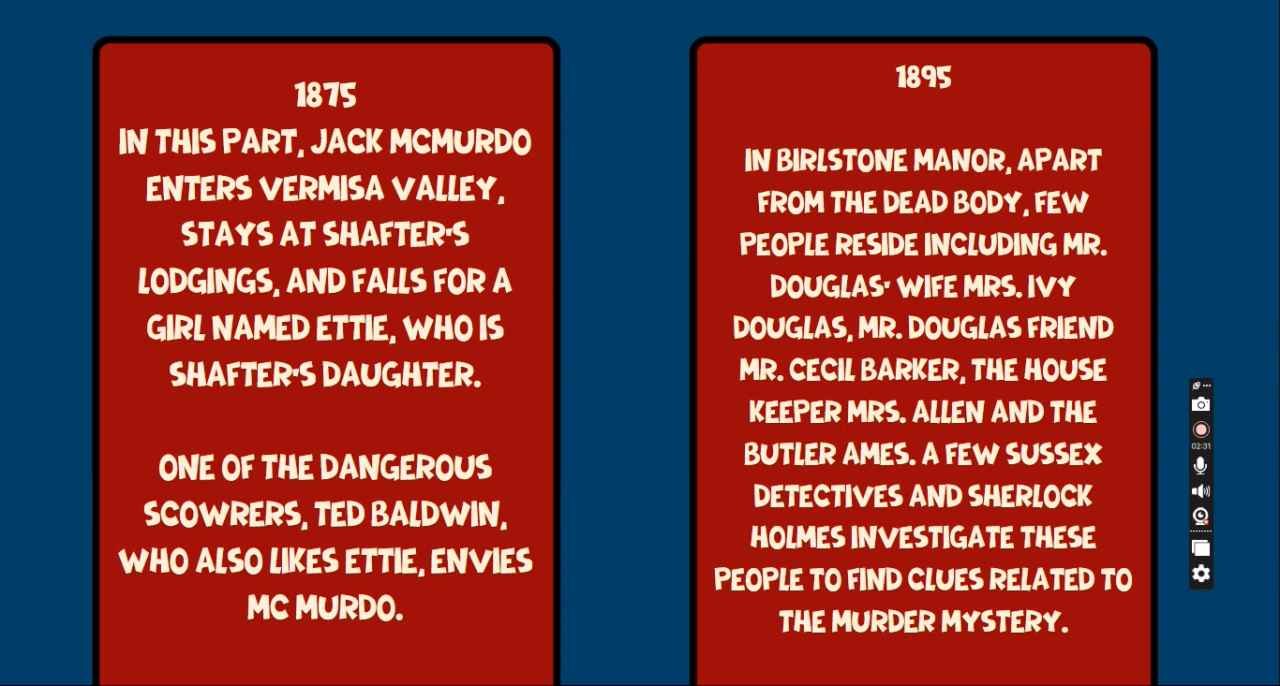 1875
IN THIS PART, JACK MCMURDO
ENTERS VERMISA VALLEY,
STAYS AT SHAFTER'S
LODGINGS, AND FALLS FOR A
GIRL NAMED ETTIE, WHO IS
SHAFTER'S DAUGHTER.
ONE OF THE DANGEROUS
SCOWRERS, TED BALDWIN,
WHO ALSO LIKES ETTIE, ENVIES
MC MURDO.
1895
IN BIRLSTONE MANOR, APART
FROM THE DEAD BODY, FEW
PEOPLE RESIDE INCLUDING MR.
DOUGLAS' WIFE MRS. IVY
DOUGLAS, MR. DOUGLAS FRIEND
MR. CECIL BARKER, THE HOUSE
KEEPER MRS. ALLEN AND THE
BUTLER AMES. A FEW SUSSEX
DETECTIVES AND SHERLOCK
HOLMES INVESTIGATE THESE
PEOPLE TO FIND CLUES RELATED TO
THE MURDER MYSTERY.
02:31